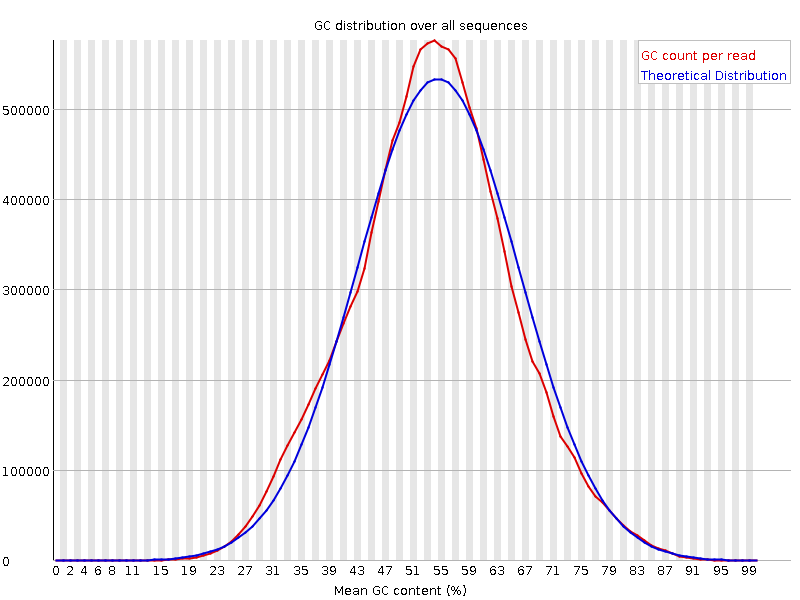 GC distribution over all sequences
GC count per read
Theoretical Distribution
500000
400000
300000
200000
100000
0
0 2 4 6 8 11 15 19 23 27 31 35 39 43 47 51 55 59 63 67 71 75 79 83 87 91 95 99
Mean GC content (%)